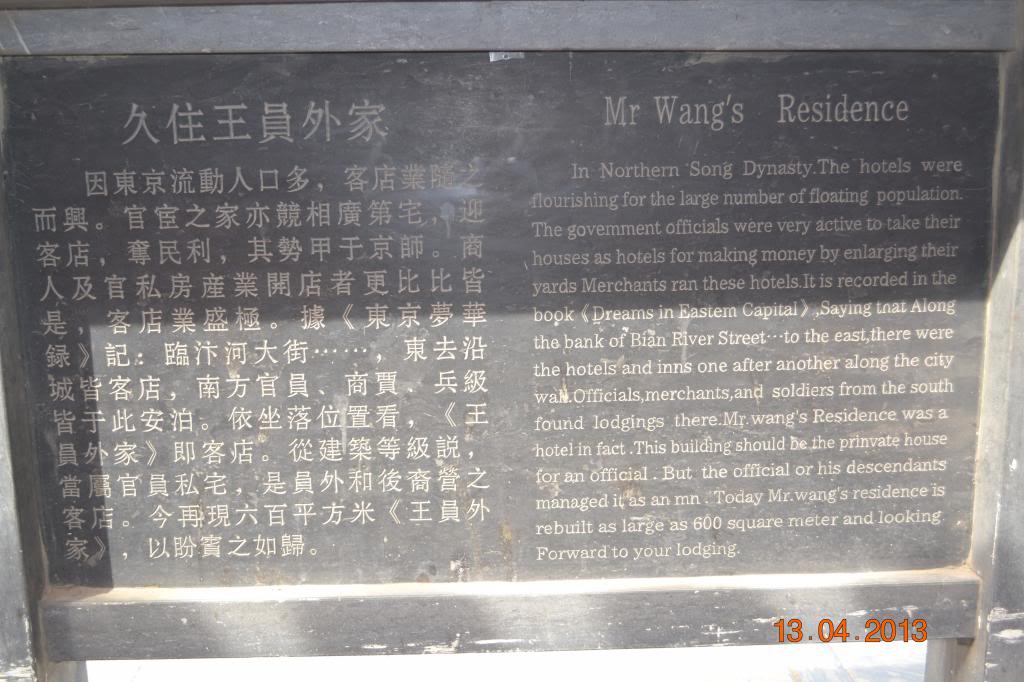 久住王員外家
因東京流動人口多，客店業隨之
而興。官宦之家亦競相廣第宅，迎
客店，奪民利，其勢甲于京師。商
人及官私房産業開店者更比比皆
是，客店業盛極。據《東京夢華
録》記：臨汴河大街……，東去沿
城皆客店，南方官員、商賈、兵級
皆于此安泊。依坐落位置看，《王
員外家》即客店。從建築等級説，
當屬官員私宅，是員外和後裔營之
客店。今再現六百平方米《王員外
家》，以盼賓之如歸。
Mr Wang's Residence
In Northern Song Dynasty.The hotels were
flourishing for the large number of floating population.
The govemment officials were very active to take their
houses as hotels for making money by enlarging their
yards Merchants ran these hotels.It is recorded in the
book《Dreams in Eastem Capital》,Saying tnat Along
the bank of Bian River Street…to the east,there were
the hotels and inns one after another along the city
wall.Officials,merchants,and soldiers from the south
found lodgings there.Mr.wang's Residence was a
hotel in fact .This building should be the prinvate house
for an official . But the official or his descendants
managed it as an mn . Today Mr.wang's residence is
rebuilt as large as 600 square meter and looking
Forward to your lodging.
13.04.2013